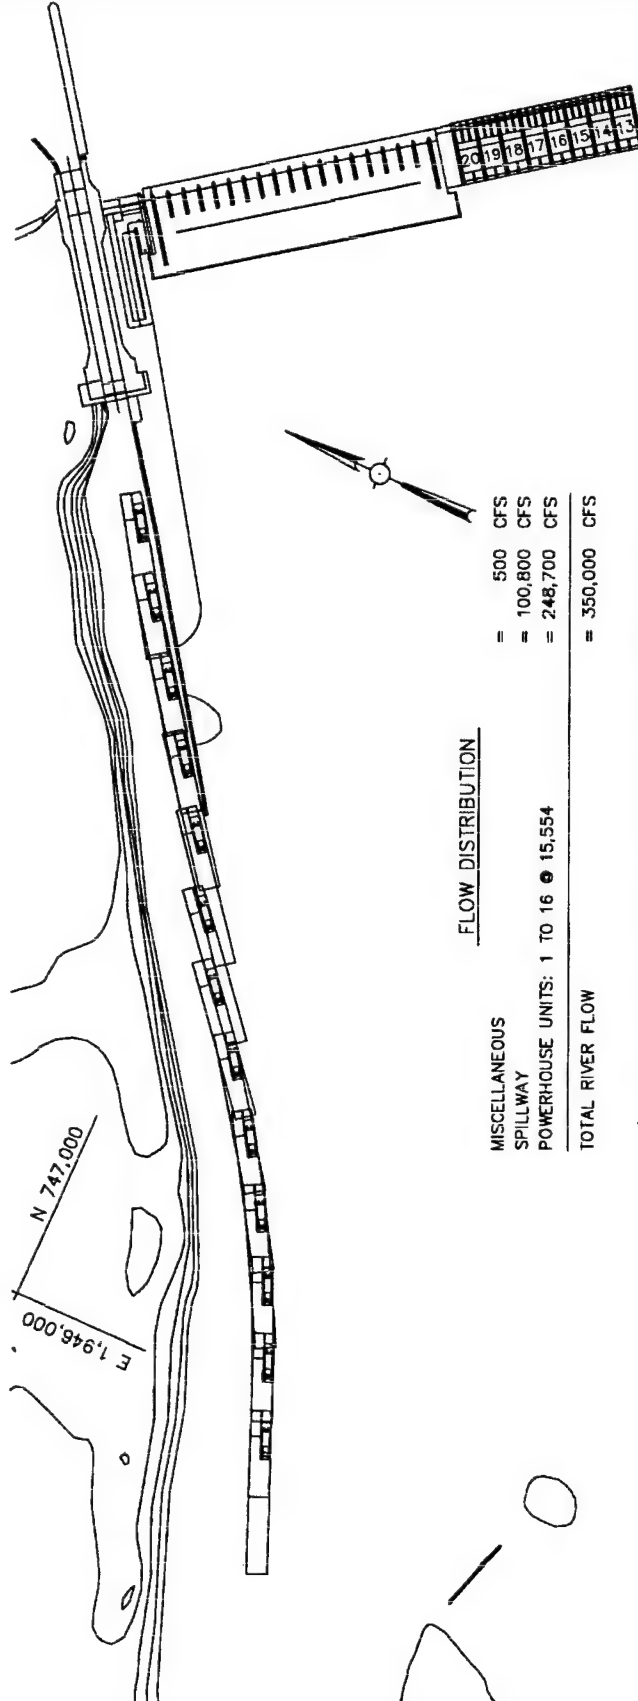 20 19 18 17 16 15 14 13
FLOW DISTRIBUTION
MISCELLANEOUS = 500 CFS
SPILLWAY = 100,800 CFS
POWERHOUSE UNITS: 1 TO 16 @ 15,554 = 248,700 CFS
TOTAL RIVER FLOW = 350,000 CFS
N 747,000
E 1,946,000